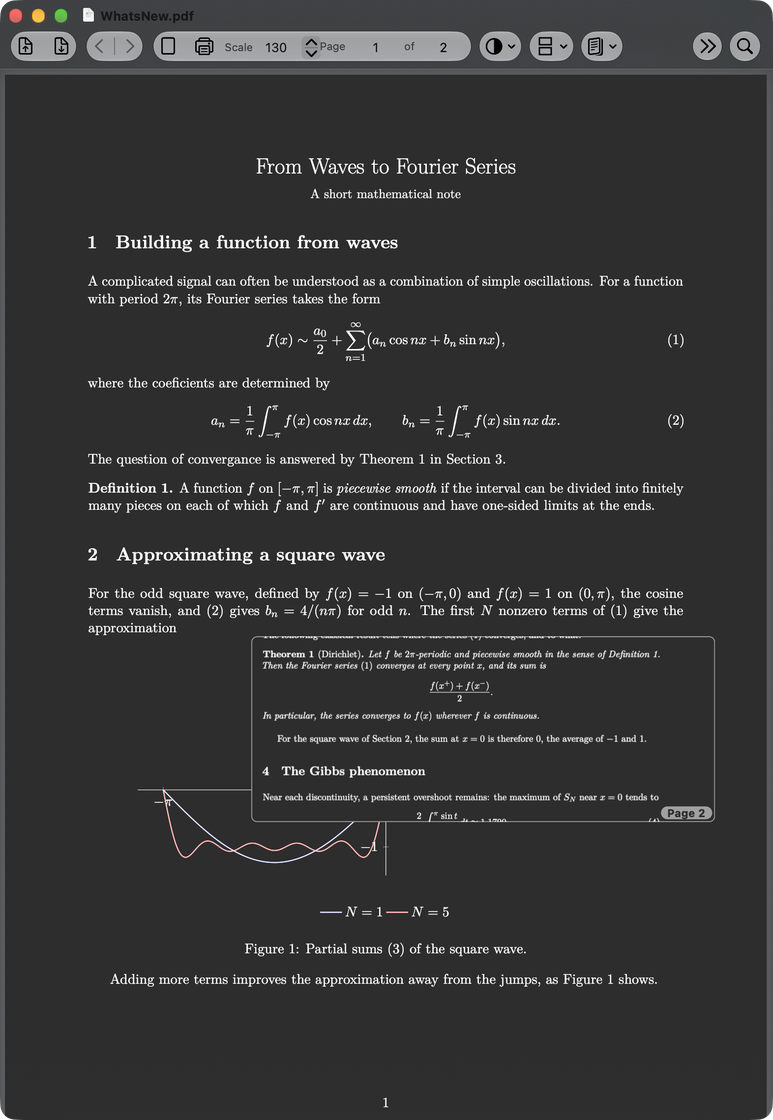 WhatsNew.pdf
Scale 130 Page 1 of 2
From Waves to Fourier Series
A short mathematical note
1 Building a function from waves
A complicated signal can often be understood as a combination of simple oscillations. For a function
with period 2π, its Fourier series takes the form
f(x) ∼ a₀/2 + ∑_{n=1}^{∞} (aₙ cos nx + bₙ sin nx), (1)
where the coeficients are determined by
aₙ = 1/π ∫_{−π}^{π} f(x) cos nx dx, bₙ = 1/π ∫_{−π}^{π} f(x) sin nx dx. (2)
The question of convergance is answered by Theorem 1 in Section 3.
Definition 1. A function f on [−π, π] is piecewise smooth if the interval can be divided into finitely
many pieces on each of which f and f′ are continuous and have one-sided limits at the ends.
2 Approximating a square wave
For the odd square wave, defined by f(x) = −1 on (−π, 0) and f(x) = 1 on (0, π), the cosine
terms vanish, and (2) gives bₙ = 4/(nπ) for odd n. The first N nonzero terms of (1) give the
approximation
Theorem 1 (Dirichlet). Let f be 2π-periodic and piecewise smooth in the sense of Definition 1.
Then the Fourier series (1) converges at every point x, and its sum is
f(x⁺) + f(x⁻)/2.
In particular, the series converges to f(x) wherever f is continuous.
For the square wave of Section 2, the sum at x = 0 is therefore 0, the average of −1 and 1.
4 The Gibbs phenomenon
Near each discontinuity, a persistent overshoot remains: the maximum of S_N near x = 0 tends to
Page 2
−π
−1
N = 1 N = 5
Figure 1: Partial sums (3) of the square wave.
Adding more terms improves the approximation away from the jumps, as Figure 1 shows.
1